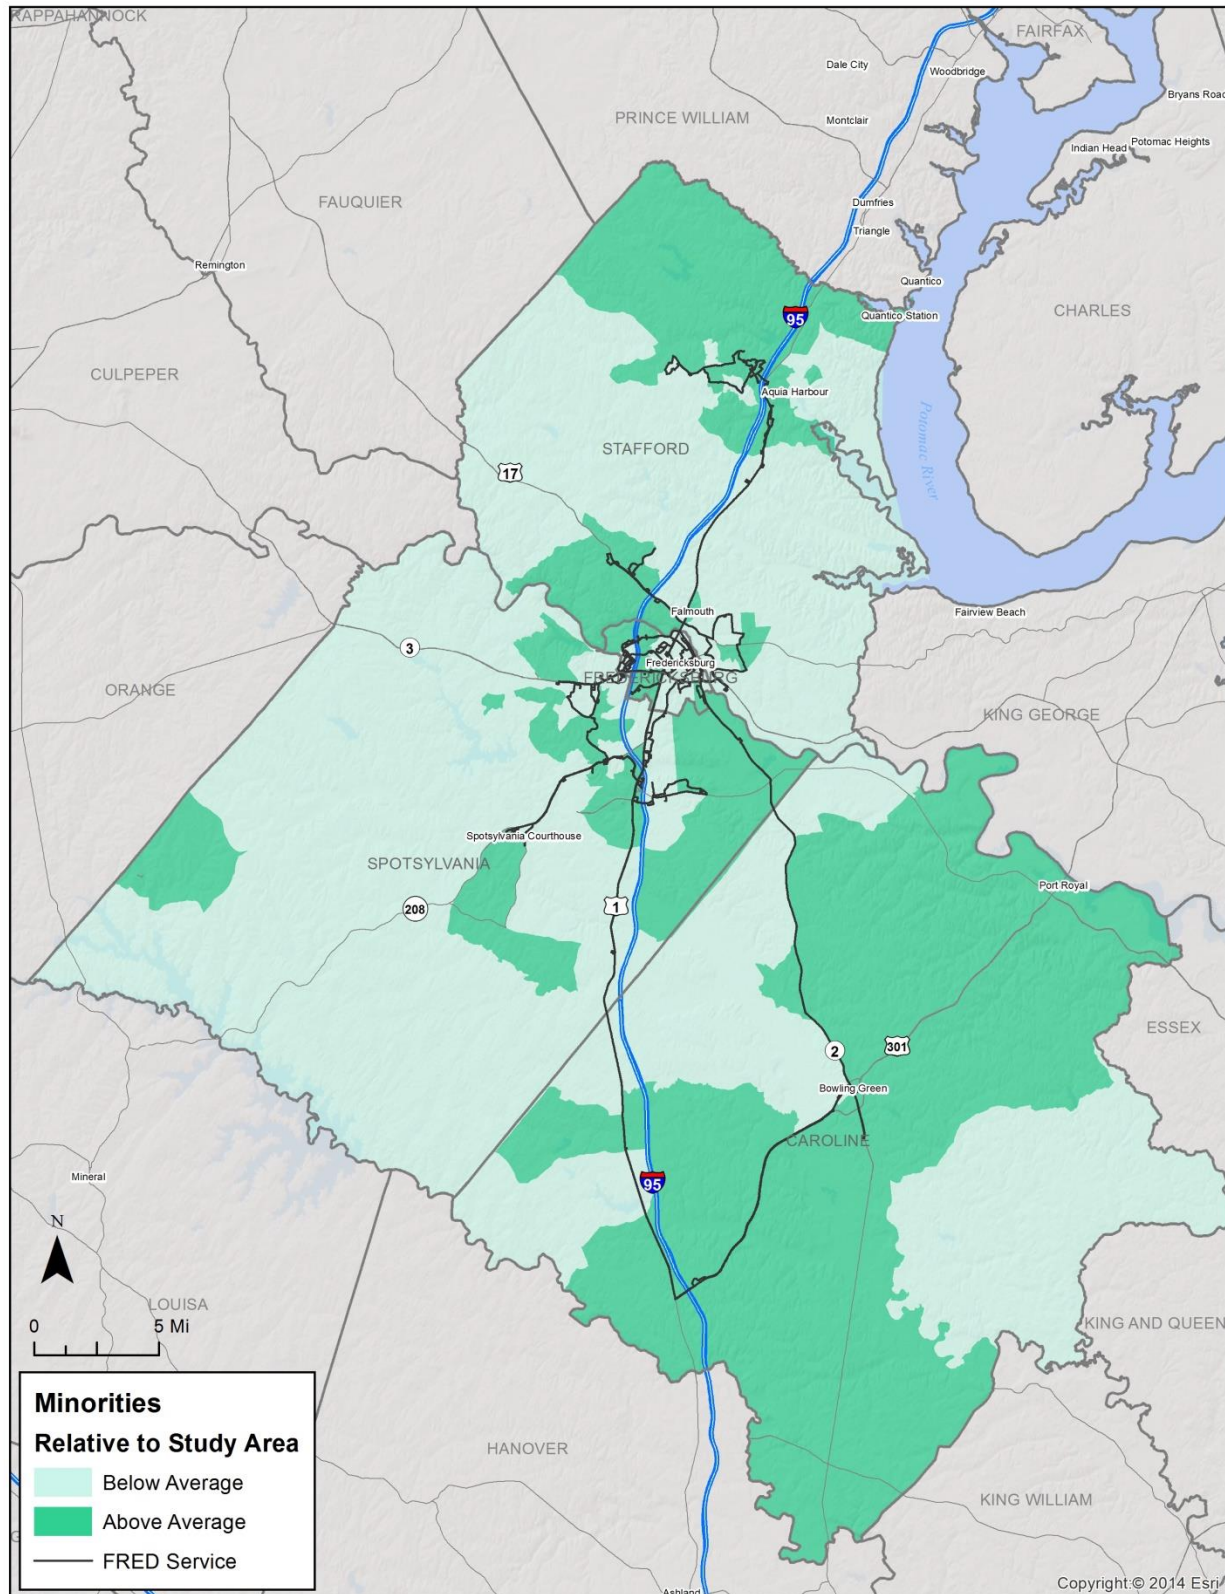 RAPPAHANNOCK
FAIRFAX
Dale City
Woodbridge
Bryans Road
PRINCE WILLIAM
Montclair
Potomac Heights
Indian Head
FAUQUIER
Dumfries
Triangle
Remington
Quantico
CHARLES
95
Quantico Station
CULPEPER
Aquia Harbour
Potomac River
STAFFORD
17
Falmouth
Fairview Beach
3
Fredericksburg
FREDERICKSBURG
ORANGE
KING GEORGE
Spotsylvania Courthouse
SPOTSYLVANIA
Port Royal
208
1
ESSEX
2
301
Bowling Green
CAROLINE
Mineral
95
N
LOUISA
0 5 Mi
KING AND QUEEN
Minorities
Relative to Study Area
Below Average
Above Average
FRED Service
HANOVER
KING WILLIAM
Ashland
Copyright:© 2014 Esri